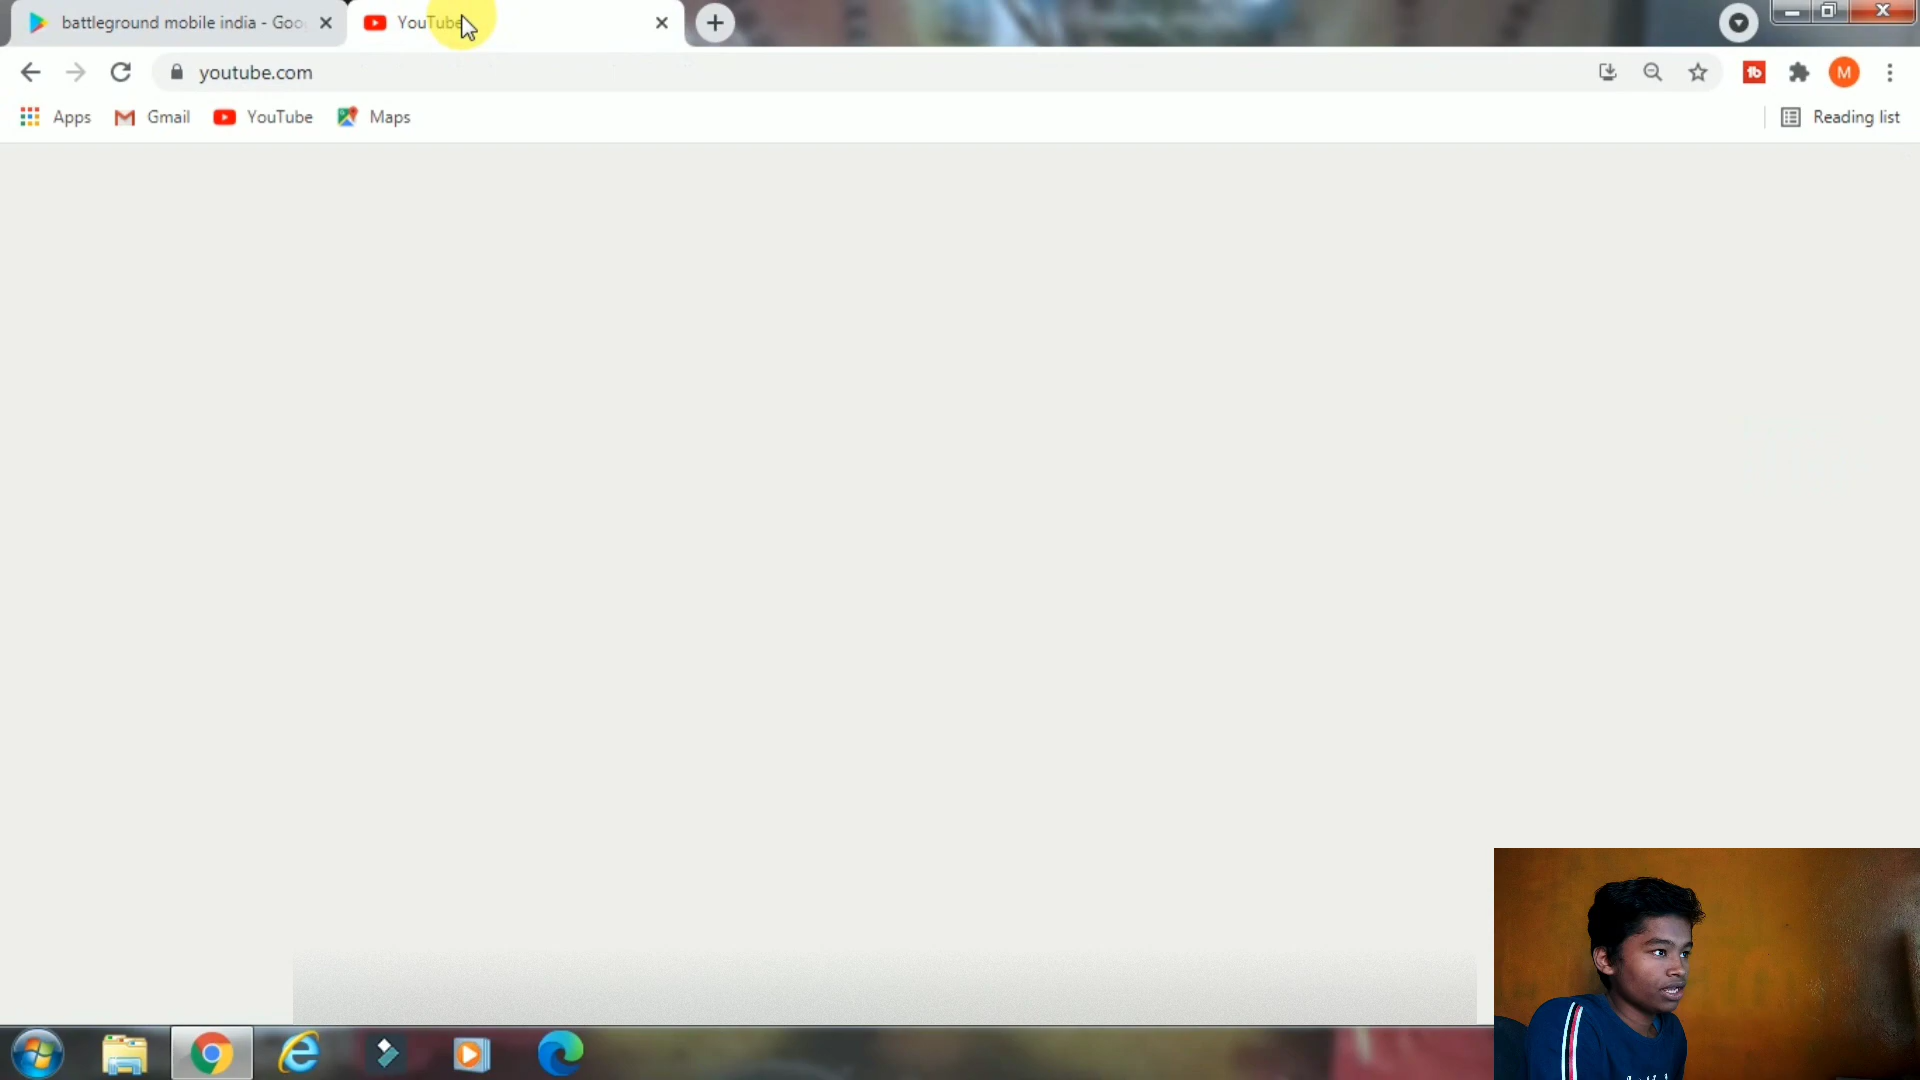 battleground mobile india - Goo
YouTube
youtube.com
M
Apps
Gmail
YouTube
Maps
Reading list